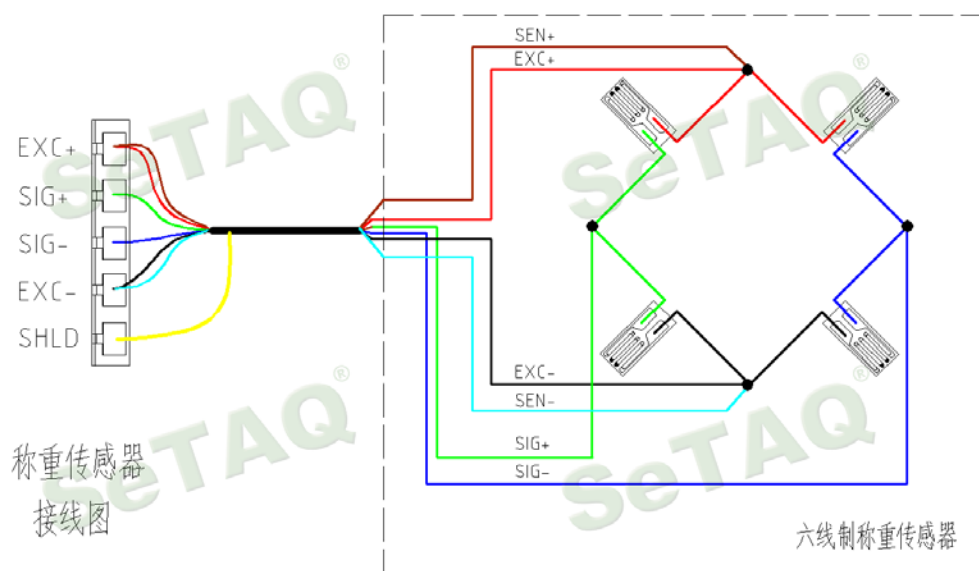 SEN+
EXC+
SeTAQ®
SeTAQ®
EXC+
SIG+
SIG-
EXC-
SHLD
EXC-
SEN-
SeTAQ®
SeTAQ®
SIG+
SIG-
称重传感器
接线图
六线制称重传感器